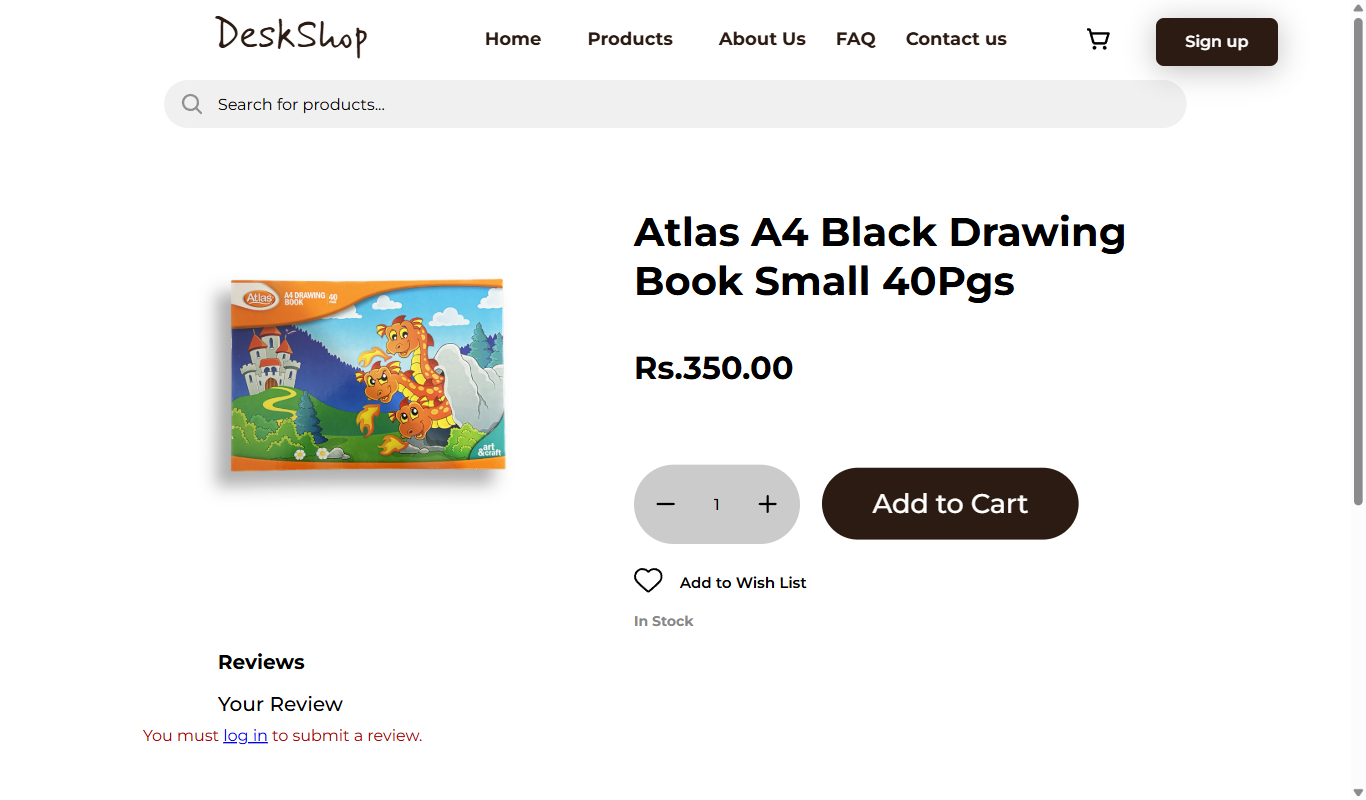 DeskShop
Home Products About Us FAQ Contact us
Sign up
Search for products...
Atlas A4 Black Drawing
Book Small 40Pgs
Rs.350.00
Atlas
A4 DRAWING
BOOK
40
art
&craft
1
Add to Cart
Add to Wish List
In Stock
Reviews
Your Review
You must log in to submit a review.